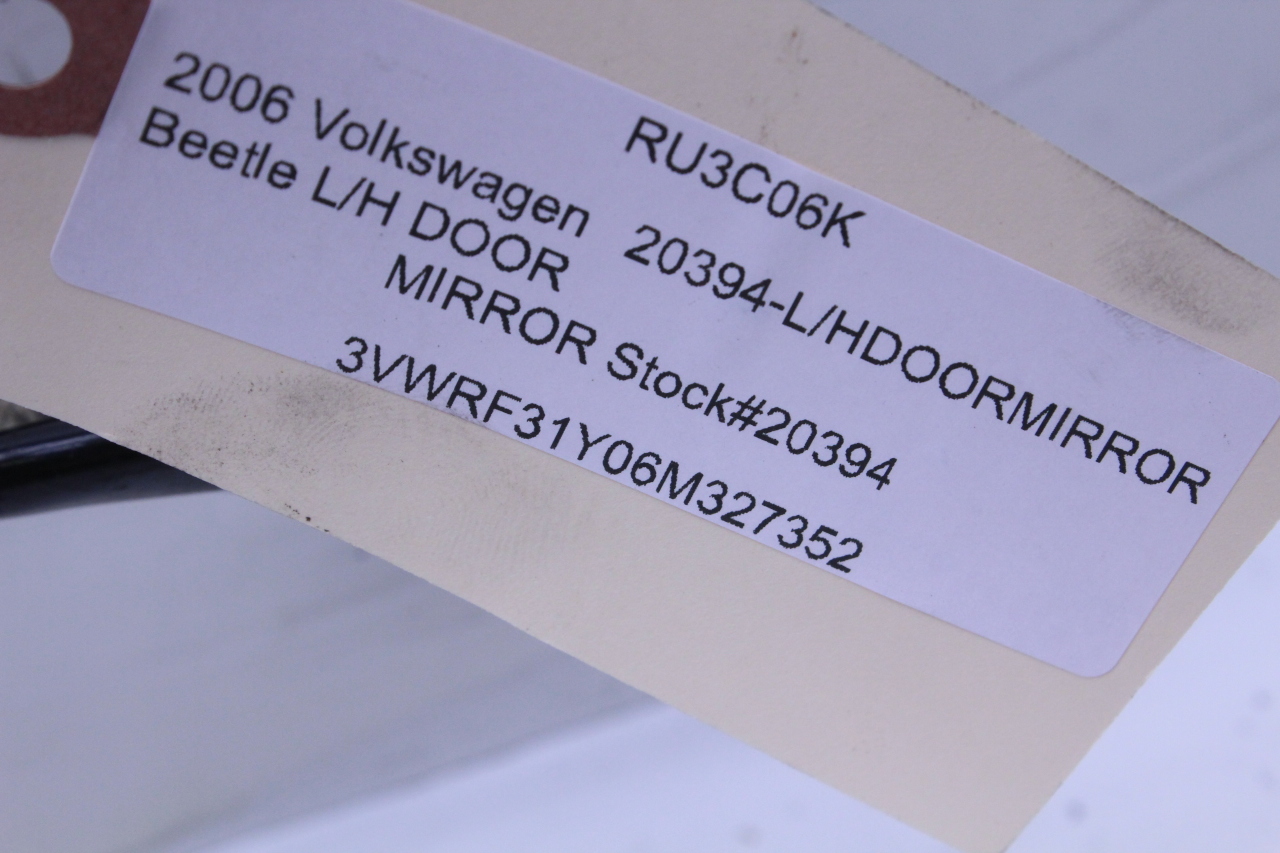 2006 Volkswagen
Beetle L/H DOOR
MIRROR Stock#20394
3VWRF31Y06M327352
RU3C06K
20394-L/HDOORMIRROR